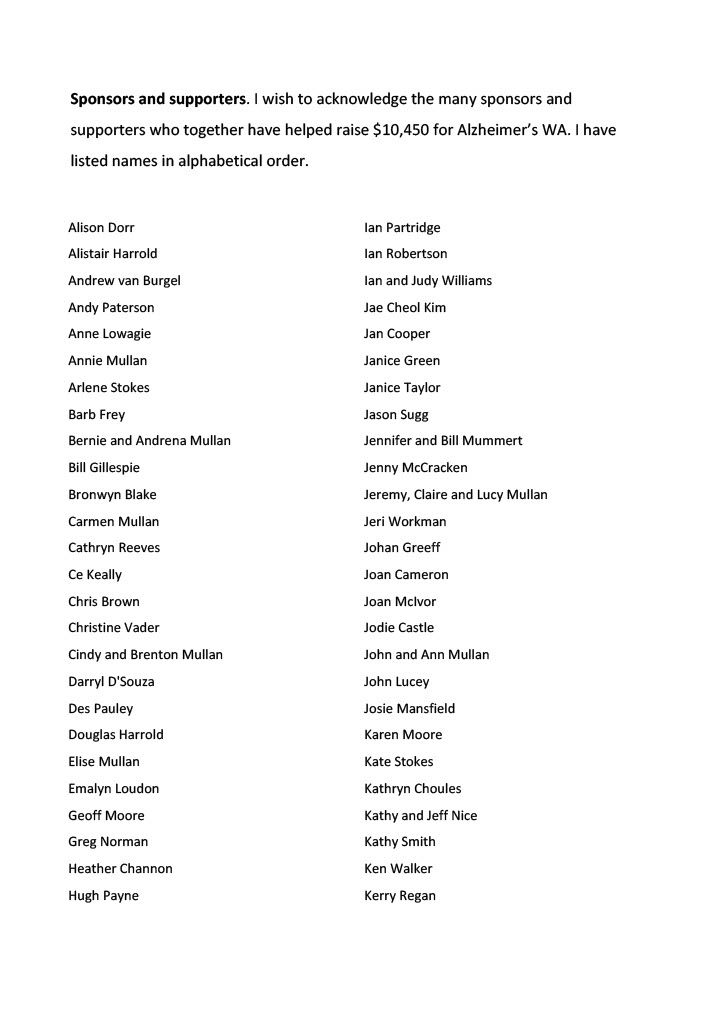 Sponsors and supporters. I wish to acknowledge the many sponsors and
supporters who together have helped raise $10,450 for Alzheimer’s WA. I have
listed names in alphabetical order.
Alison Dorr
Alistair Harrold
Andrew van Burgel
Andy Paterson
Anne Lowagie
Annie Mullan
Arlene Stokes
Barb Frey
Bernie and Andrena Mullan
Bill Gillespie
Bronwyn Blake
Carmen Mullan
Cathryn Reeves
Ce Keally
Chris Brown
Christine Vader
Cindy and Brenton Mullan
Darryl D'Souza
Des Pauley
Douglas Harrold
Elise Mullan
Emalyn Loudon
Geoff Moore
Greg Norman
Heather Channon
Hugh Payne
Ian Partridge
Ian Robertson
Ian and Judy Williams
Jae Cheol Kim
Jan Cooper
Janice Green
Janice Taylor
Jason Sugg
Jennifer and Bill Mummert
Jenny McCracken
Jeremy, Claire and Lucy Mullan
Jeri Workman
Johan Greeff
Joan Cameron
Joan McIvor
Jodie Castle
John and Ann Mullan
John Lucey
Josie Mansfield
Karen Moore
Kate Stokes
Kathryn Choules
Kathy and Jeff Nice
Kathy Smith
Ken Walker
Kerry Regan